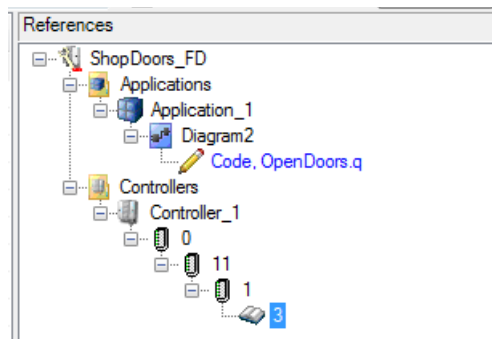 References
ShopDoors_FD
Applications
Application_1
Diagram2
Code, OpenDoors.q
Controllers
Controller_1
0
11
1
3